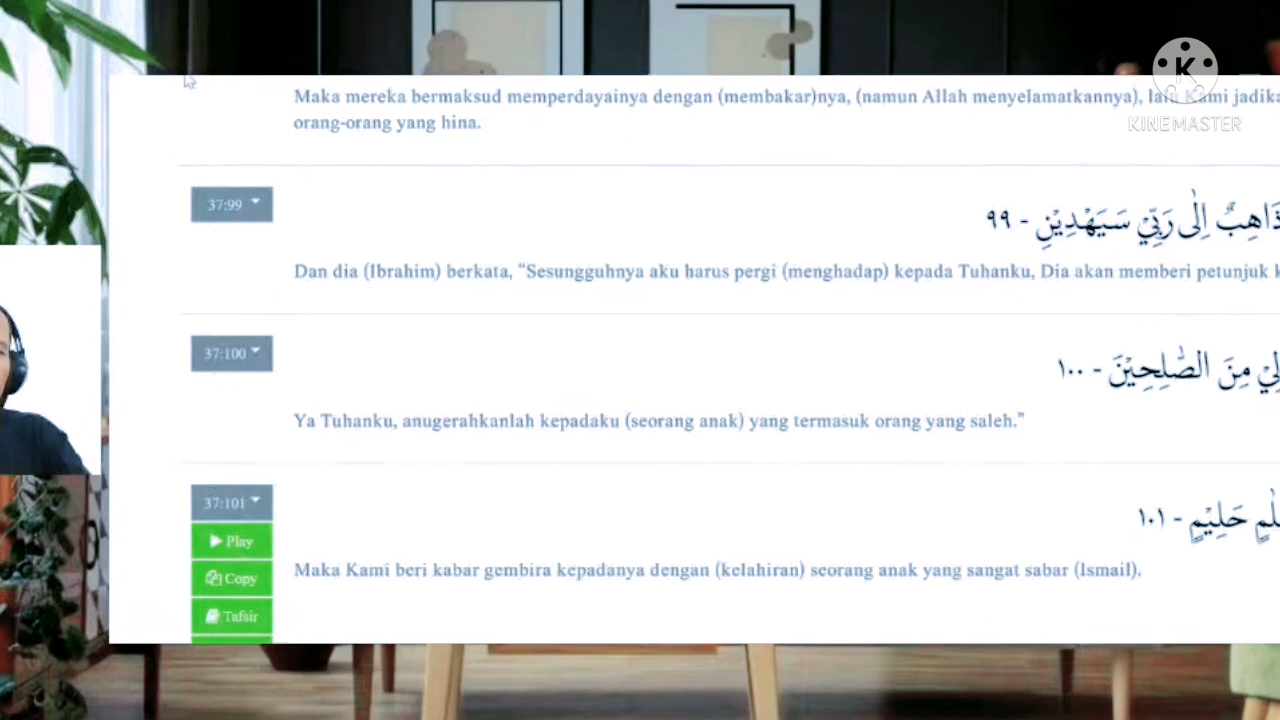 KINEMASTER
Maka mereka bermaksud memperdayainya dengan (membakar)nya, (namun Allah menyelamatkannya), lalu Kami jadika
orang-orang yang hina.
37:99
ذَاهِبٌ اِلٰى رَبِّيْ سَيَهْدِيْنِ - ٩٩
Dan dia (Ibrahim) berkata, “Sesungguhnya aku harus pergi (menghadap) kepada Tuhanku, Dia akan memberi petunjuk k
37:100
لِيْ مِنَ الصّٰلِحِيْنَ - ١٠٠
Ya Tuhanku, anugerahkanlah kepadaku (seorang anak) yang termasuk orang yang saleh.”
37:101
لٰمٍ حَلِيْمٍ - ١٠١
Play
Maka Kami beri kabar gembira kepadanya dengan (kelahiran) seorang anak yang sangat sabar (Ismail).
Copy
Tafsir